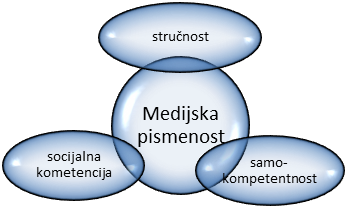 stručnost
Medijska
pismenost
socijalna
kometencija
samo-
kompetentnost